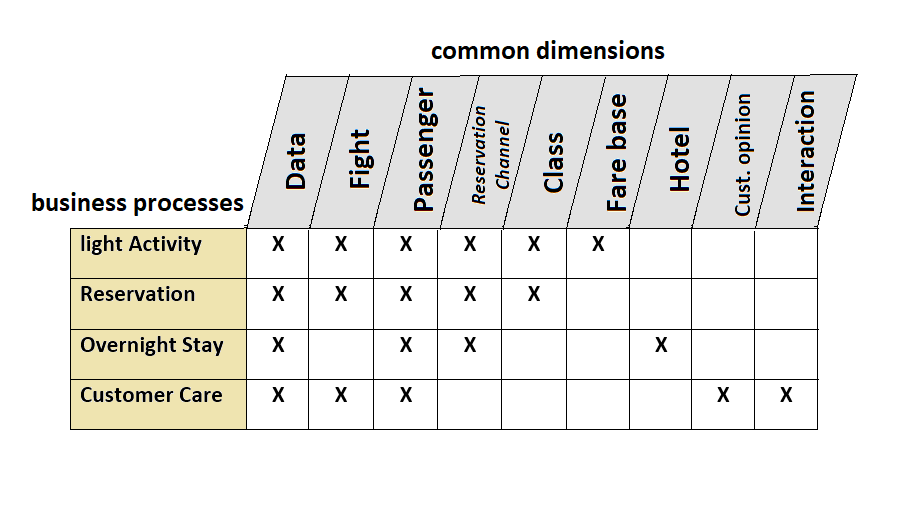 common dimensions
Data
Fight
Passenger
Reservation
Channel
Class
Fare base
Hotel
Cust. opinion
Interaction
business processes
light Activity X X X X X X
Reservation X X X X X
Overnight Stay X X X X
Customer Care X X X X X